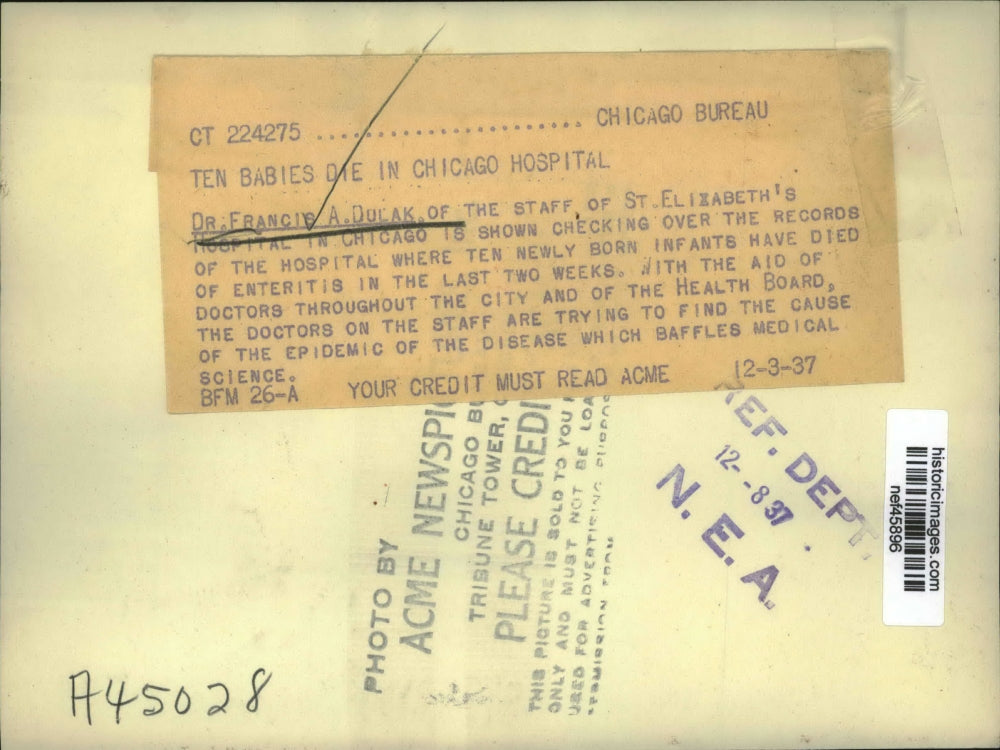 CT 224275 ............................ CHICAGO BUREAU
TEN BABIES DIE IN CHICAGO HOSPITAL
DR. FRANCIS A. DULAK, OF THE STAFF OF ST. ELIZABETH'S
HOSPITAL IN CHICAGO IS SHOWN CHECKING OVER THE RECORDS
OF THE HOSPITAL WHERE TEN NEWLY BORN INFANTS HAVE DIED
OF ENTERITIS IN THE LAST TWO WEEKS. WITH THE AID OF
DOCTORS THROUGHOUT THE CITY AND OF THE HEALTH BOARD,
THE DOCTORS ON THE STAFF ARE TRYING TO FIND THE CAUSE
OF THE EPIDEMIC OF THE DISEASE WHICH BAFFLES MEDICAL
SCIENCE.
BFM 26-A YOUR CREDIT MUST READ ACME 12-3-37
PHOTO BY
ACME NEWSPI
CHICAGO BU
TRIBUNE TOWER, C
PLEASE CREDI
THIS PICTURE IS SOLD TO YOU
ONLY AND MUST NOT BE LOA
USED FOR ADVERTISING PURPO
PERMISSION FROM
REF. DEPT.
12-8 37
N. E. A.
historicimages.com
nef45896
A45028